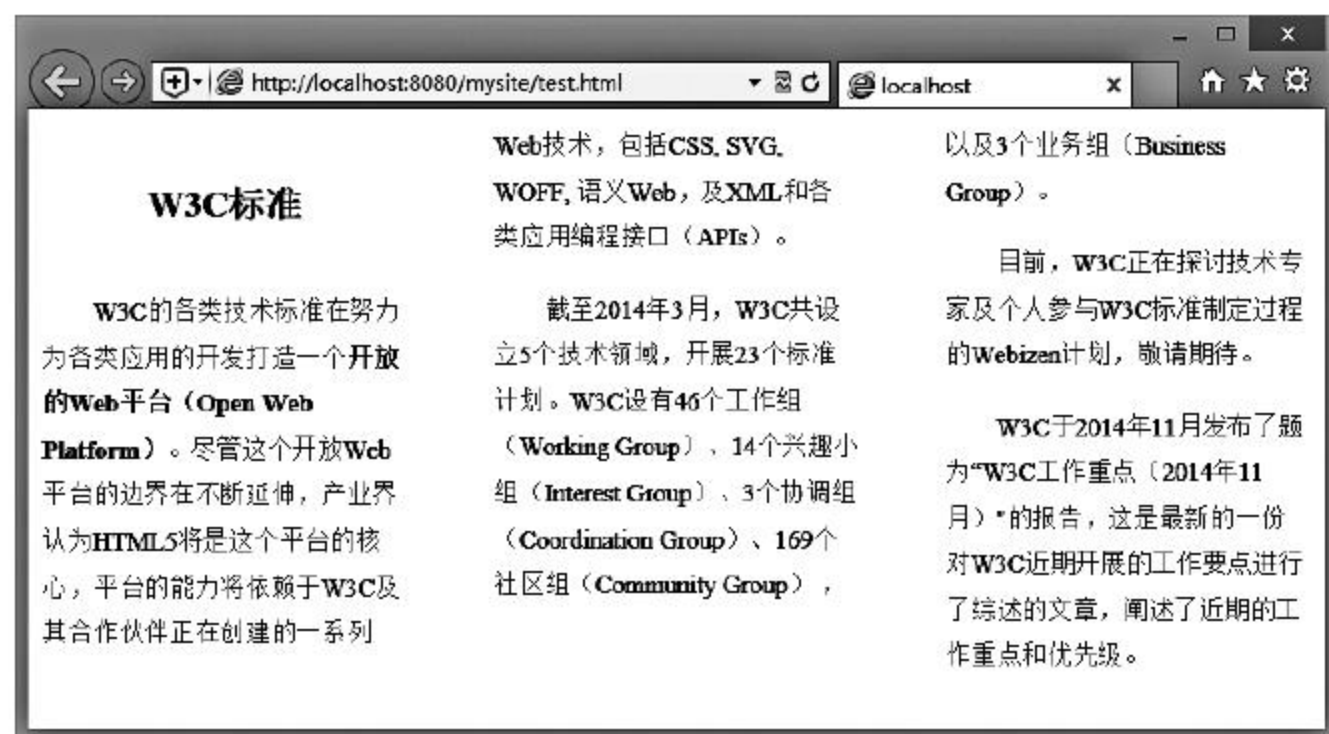 http://localhost:8080/mysite/test.html
localhost
W3C标准
W3C的各类技术标准在努力
为各类应用的开发打造一个开放
的Web平台（Open Web
Platform）。尽管这个开放Web
平台的边界在不断延伸，产业界
认为HTML5将是这个平台的核
心，平台的能力将依赖于W3C及
其合作伙伴正在创建的一系列
Web技术，包括CSS, SVG,
WOFF, 语义Web，及XML和各
类应用编程接口（APIs）。
截至2014年3月，W3C共设
立5个技术领域，开展23个标准
计划。W3C设有46个工作组
（Working Group）、14个兴趣小
组（Interest Group）、3个协调组
（Coordination Group）、169个
社区组（Community Group），
以及3个业务组（Business
Group）。
目前，W3C正在探讨技术专
家及个人参与W3C标准制定过程
的Webizen计划，敬请期待。
W3C于2014年11月发布了题
为“W3C工作重点（2014年11
月）”的报告，这是最新的一份
对W3C近期开展的工作要点进行
了综述的文章，阐述了近期的工
作重点和优先级。